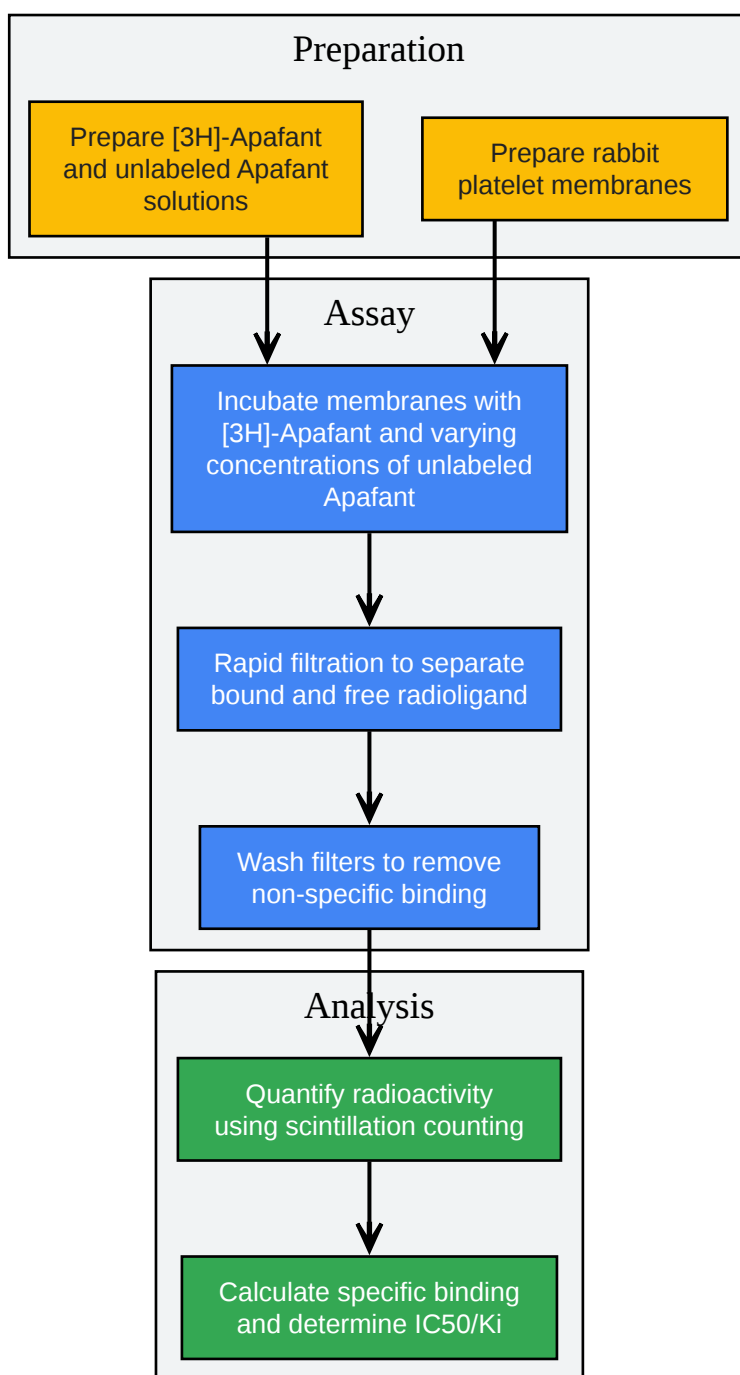 Preparation
Prepare [3H]-Apafant
and unlabeled Apafant
solutions
Prepare rabbit
platelet membranes
Assay
Incubate membranes with
[3H]-Apafant and varying
concentrations of unlabeled
Apafant
Rapid filtration to separate
bound and free radioligand
Wash filters to remove
non-specific binding
Analysis
Quantify radioactivity
using scintillation counting
Calculate specific binding
and determine IC50/Ki